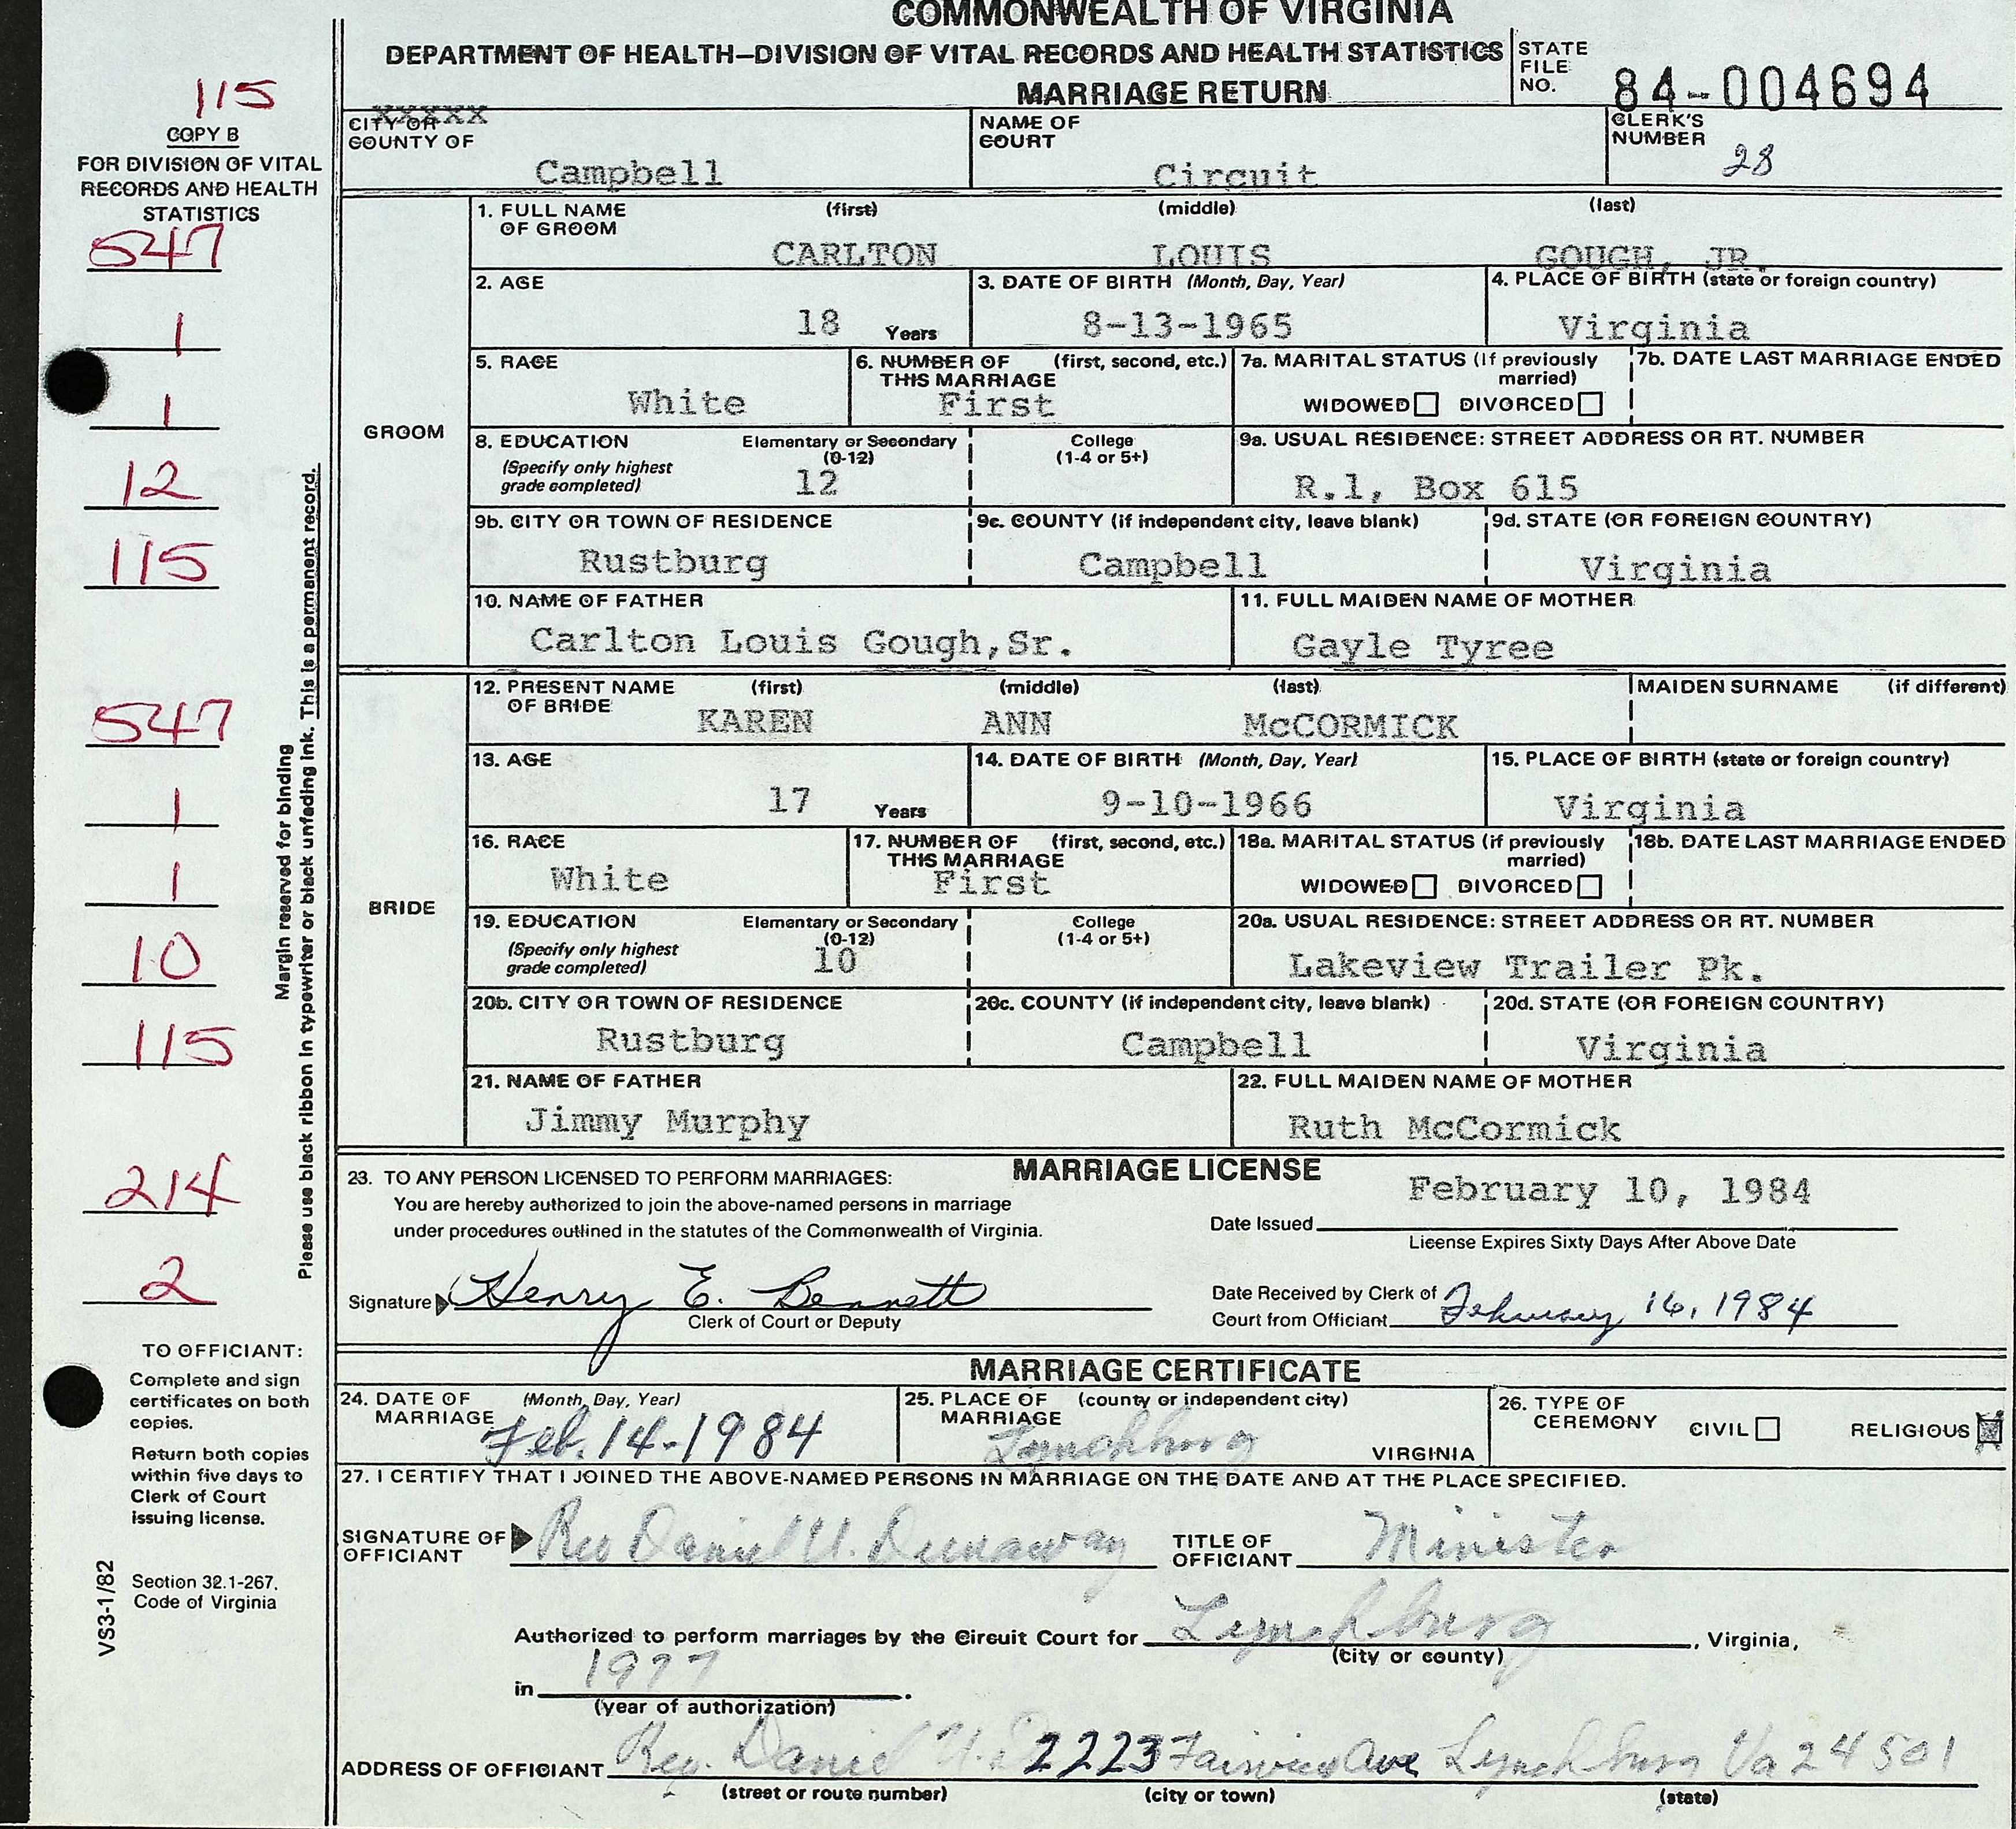 COMMONWEALTH OF VIRGINIA
DEPARTMENT OF HEALTH—DIVISION OF VITAL RECORDS AND HEALTH STATISTICS
MARRIAGE RETURN
STATE FILE NO. 84-004694
115
COPY B
FOR DIVISION OF VITAL
RECORDS AND HEALTH
STATISTICS
547
1
1
12
115
547
1
1
10
115
214
2
Margin reserved for binding
Please use black ribbon in typewriter or black unfading ink. This is a permanent record.
TO OFFICIANT:
Complete and sign
certificates on both
copies.
Return both copies
within five days to
Clerk of Court
issuing license.
Section 32.1-267,
Code of Virginia
VS3-1/82
XXXXX
CITY OR
COUNTY OF Campbell
NAME OF COURT Circuit
CLERK'S NUMBER 28
GROOM
1. FULL NAME OF GROOM (first) (middle) (last)
CARLTON LOUIS GOUGH, JR.
2. AGE 18 Years
3. DATE OF BIRTH (Month, Day, Year) 8-13-1965
4. PLACE OF BIRTH (state or foreign country) Virginia
5. RACE White
6. NUMBER OF THIS MARRIAGE (first, second, etc.) First
7a. MARITAL STATUS (If previously married) WIDOWED DIVORCED
7b. DATE LAST MARRIAGE ENDED
8. EDUCATION (Specify only highest grade completed) Elementary or Secondary (0-12) 12
College (1-4 or 5+)
9a. USUAL RESIDENCE: STREET ADDRESS OR RT. NUMBER R.1, Box 615
9b. CITY OR TOWN OF RESIDENCE Rustburg
9c. COUNTY (if independent city, leave blank) Campbell
9d. STATE (OR FOREIGN COUNTRY) Virginia
10. NAME OF FATHER Carlton Louis Gough,Sr.
11. FULL MAIDEN NAME OF MOTHER Gayle Tyree
BRIDE
12. PRESENT NAME OF BRIDE (first) (middle) (last) MAIDEN SURNAME (if different)
KAREN ANN McCORMICK
13. AGE 17 Years
14. DATE OF BIRTH (Month, Day, Year) 9-10-1966
15. PLACE OF BIRTH (state or foreign country) Virginia
16. RACE White
17. NUMBER OF THIS MARRIAGE (first, second, etc.) First
18a. MARITAL STATUS (if previously married) WIDOWED DIVORCED
18b. DATE LAST MARRIAGE ENDED
19. EDUCATION (Specify only highest grade completed) Elementary or Secondary (0-12) 10
College (1-4 or 5+)
20a. USUAL RESIDENCE: STREET ADDRESS OR RT. NUMBER Lakeview Trailer Pk.
20b. CITY OR TOWN OF RESIDENCE Rustburg
20c. COUNTY (if independent city, leave blank) Campbell
20d. STATE (OR FOREIGN COUNTRY) Virginia
21. NAME OF FATHER Jimmy Murphy
22. FULL MAIDEN NAME OF MOTHER Ruth McCormick
MARRIAGE LICENSE
23. TO ANY PERSON LICENSED TO PERFORM MARRIAGES:
You are hereby authorized to join the above-named persons in marriage
under procedures outlined in the statutes of the Commonwealth of Virginia.
Date Issued February 10, 1984
License Expires Sixty Days After Above Date
Signature Henry E. Bennett
Clerk of Court or Deputy
Date Received by Clerk of
Court from Officiant February 16, 1984
MARRIAGE CERTIFICATE
24. DATE OF MARRIAGE (Month, Day, Year) Feb. 14-1984
25. PLACE OF MARRIAGE (county or independent city) Lynchburg VIRGINIA
26. TYPE OF CEREMONY CIVIL RELIGIOUS
27. I CERTIFY THAT I JOINED THE ABOVE-NAMED PERSONS IN MARRIAGE ON THE DATE AND AT THE PLACE SPECIFIED.
SIGNATURE OF OFFICIANT Rev Daniel U. Dunaway
TITLE OF OFFICIANT Minister
Authorized to perform marriages by the Circuit Court for Lynchburg, Virginia,
(city or county)
in 1977.
(year of authorization)
ADDRESS OF OFFICIANT Rev. Daniel U. 2223 Ave Lynchburg Va 24501
(street or route number) (city or town) (state)